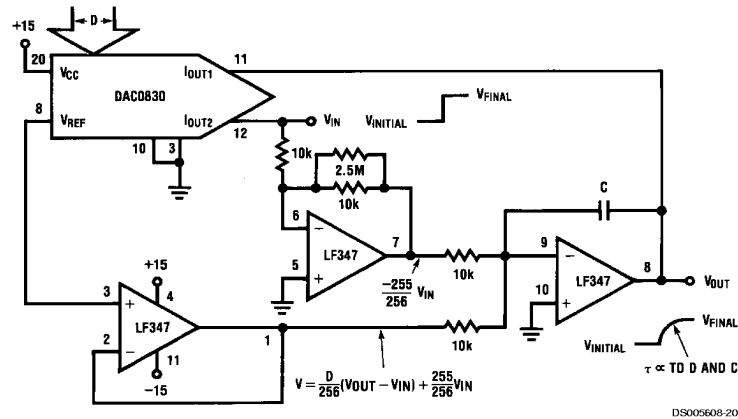 D
+15
20
VCC
IOUT1
11
DAC0830
8
VREF
IOUT2
12
VIN
VINITIAL
VFINAL
10
3
10k
2.5M
10k
C
6
−
5
+
LF347
7
-255/256 VIN
10k
9
−
10
+
LF347
8
VOUT
+15
3
+
4
LF347
2
−
11
−15
1
10k
V = D/256 (VOUT − VIN) + 255/256 VIN
VINITIAL
VFINAL
τ ∝ TO D AND C
DS005608-20